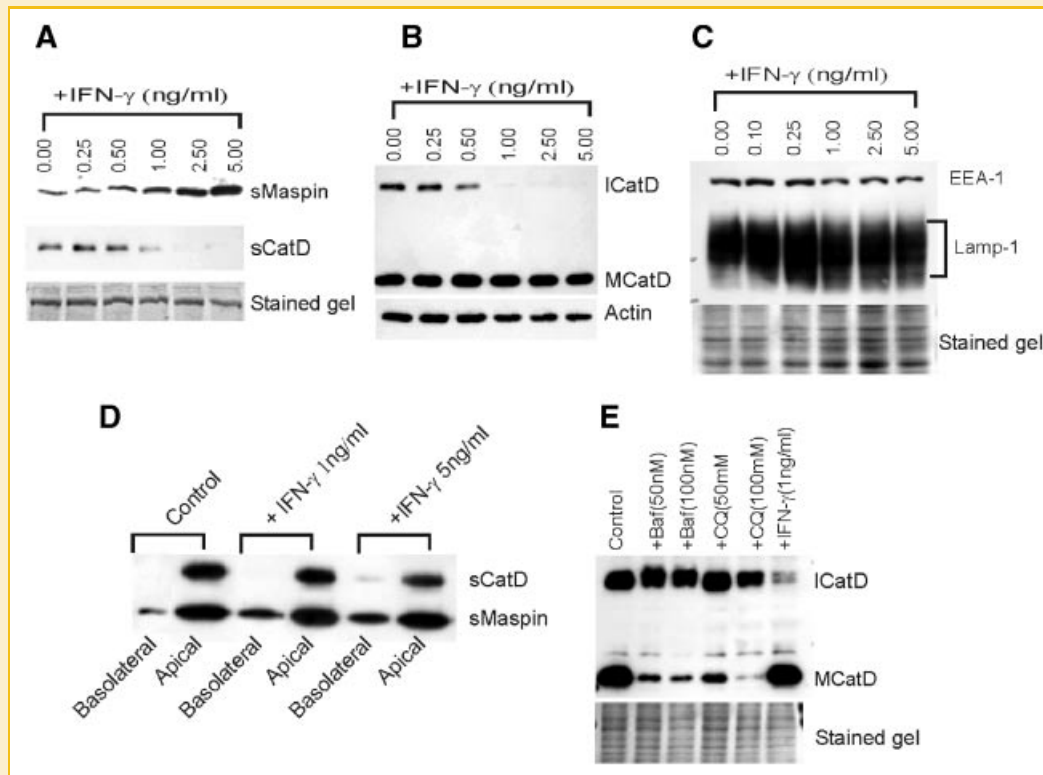 A
+IFN-γ (ng/ml)
0.00 0.25 0.50 1.00 2.50 5.00
sMaspin
sCatD
Stained gel
B
+IFN-γ (ng/ml)
0.00 0.25 0.50 1.00 2.50 5.00
ICatD
MCatD
Actin
C
+IFN-γ (ng/ml)
0.00 0.10 0.25 1.00 2.50 5.00
EEA-1
Lamp-1
Stained gel
D
Control + IFN-γ 1ng/ml +IFN-γ 5ng/ml
sCatD
sMaspin
Basolateral Apical Basolateral Apical Basolateral Apical
E
Control +Baf(50nM) +Baf(100nM) +CQ(50mM +CQ(100mM) +IFN-γ(1ng/ml)
ICatD
MCatD
Stained gel